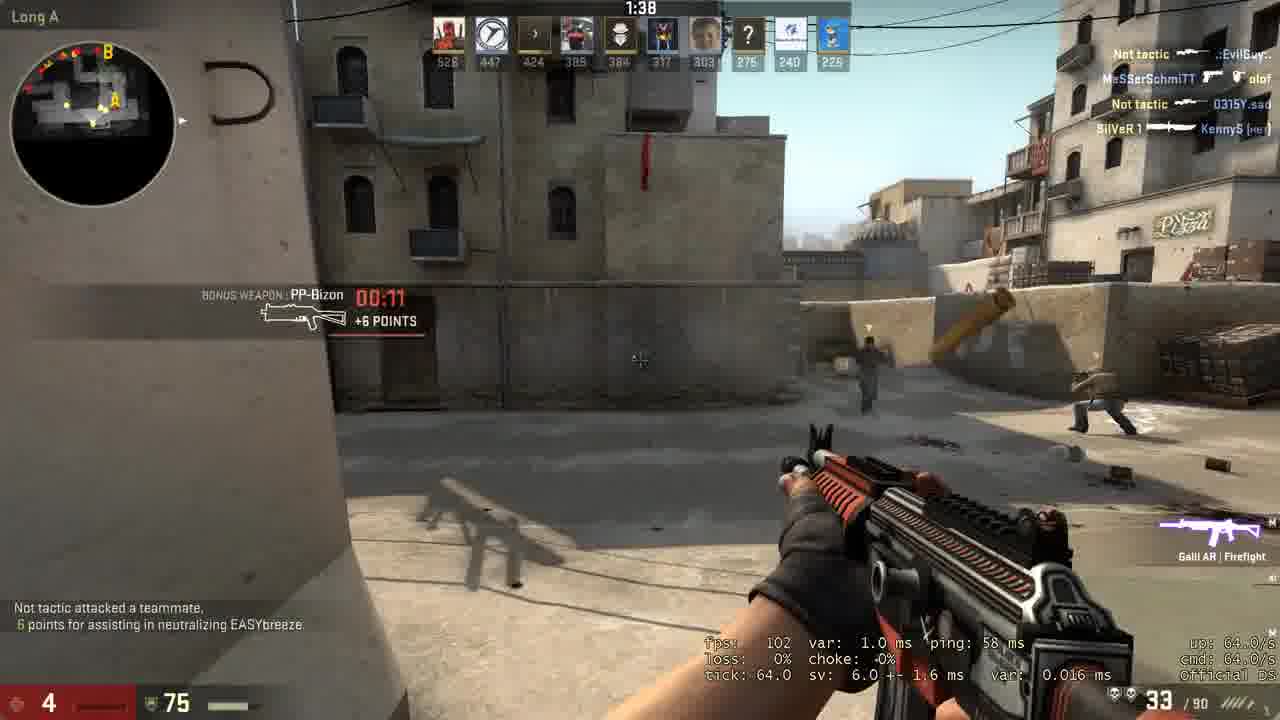 Long A
1:38
B
A
D
526 447 424 385 384 317 303 275 240 225
?
Not tactic .:EvilGuy:.
MeSSerSchmiTT olof
Not tactic 0315Y.sad
SilVeR 1 KennyS
Pizza
BONUS WEAPON: PP-Bizon 00:11
+6 POINTS
Galil AR | Firefight
Not tactic attacked a teammate.
6 points for assisting in neutralizing EASYbreeze
fps: 102 var: 1.0 ms ping: 58 ms
loss: 0% choke: 0%
tick: 64.0 sv: 6.0 +- 1.6 ms var: 0.016 ms
up: 64.0/s
cmd: 64.0/s
Official DS
4 75
33 / 90